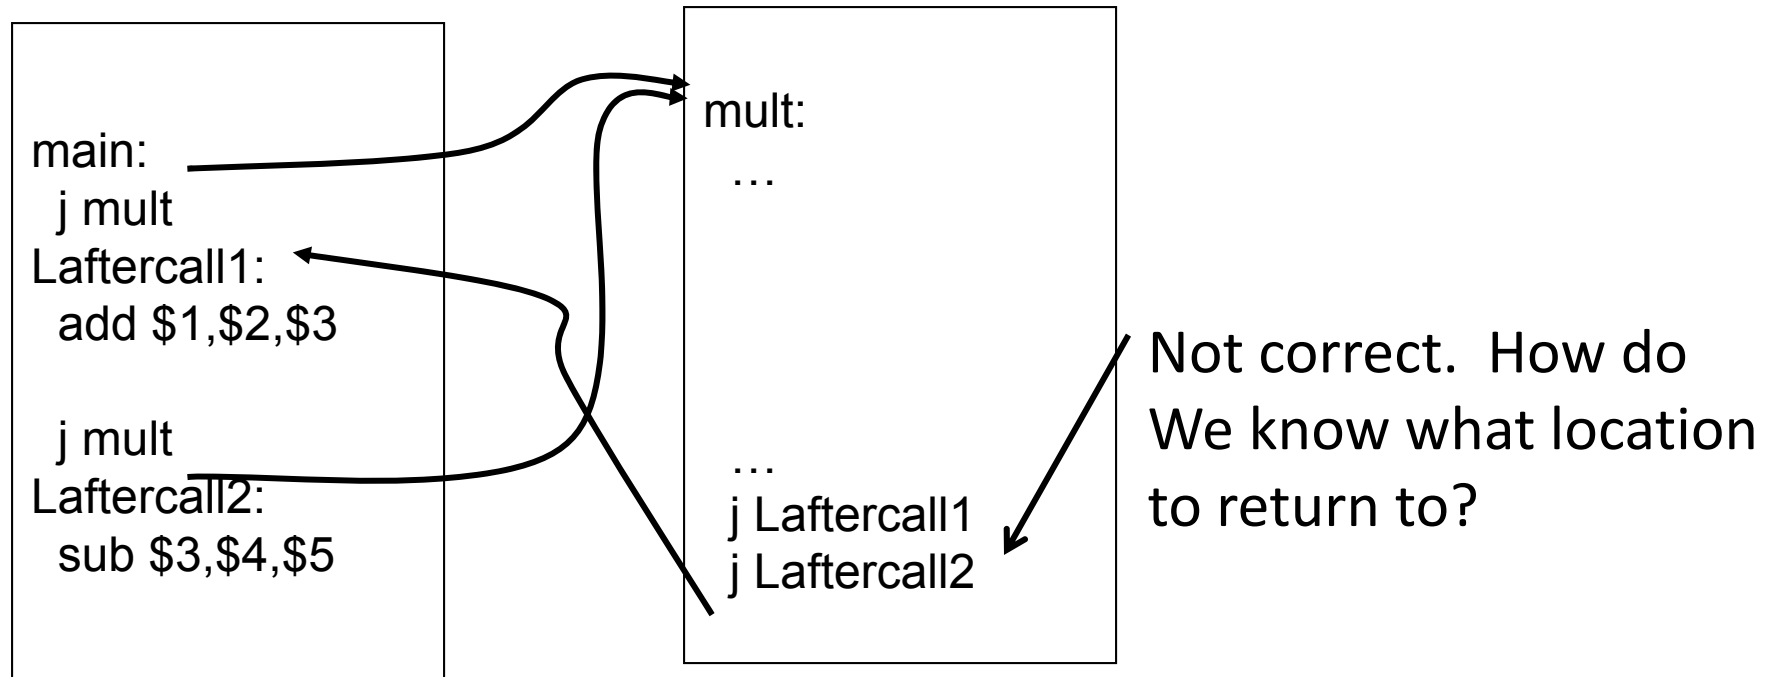 main:
j mult
Laftercall1:
add $1,$2,$3
j mult
Laftercall2:
sub $3,$4,$5
mult:
…
…
j Laftercall1
j Laftercall2
Not correct.  How do
We know what location
to return to?